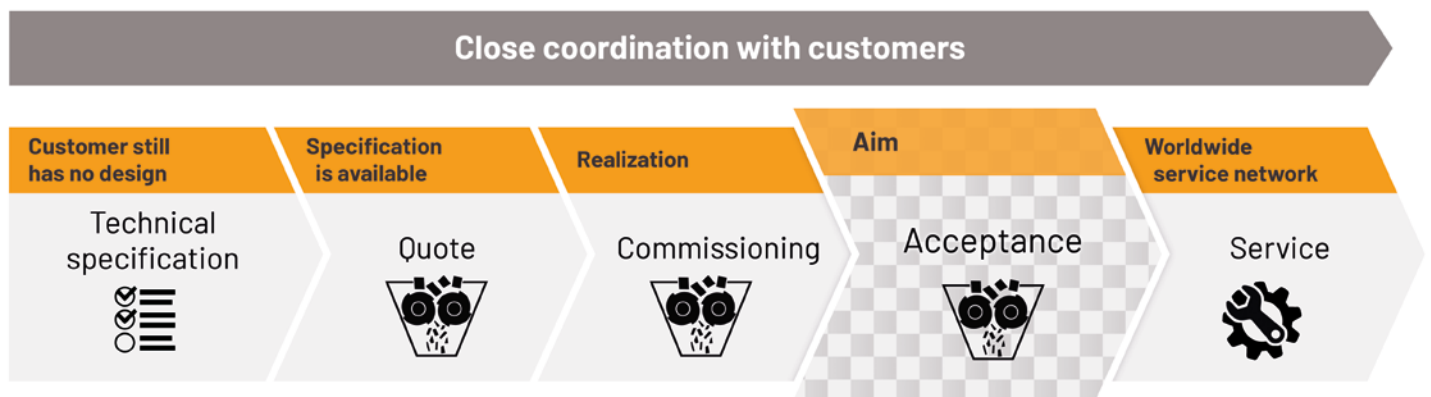 Close coordination with customers
Customer still
has no design
Technical
specification
Specification
is available
Quote
Realization
Commissioning
Aim
Acceptance
Worldwide
service network
Service